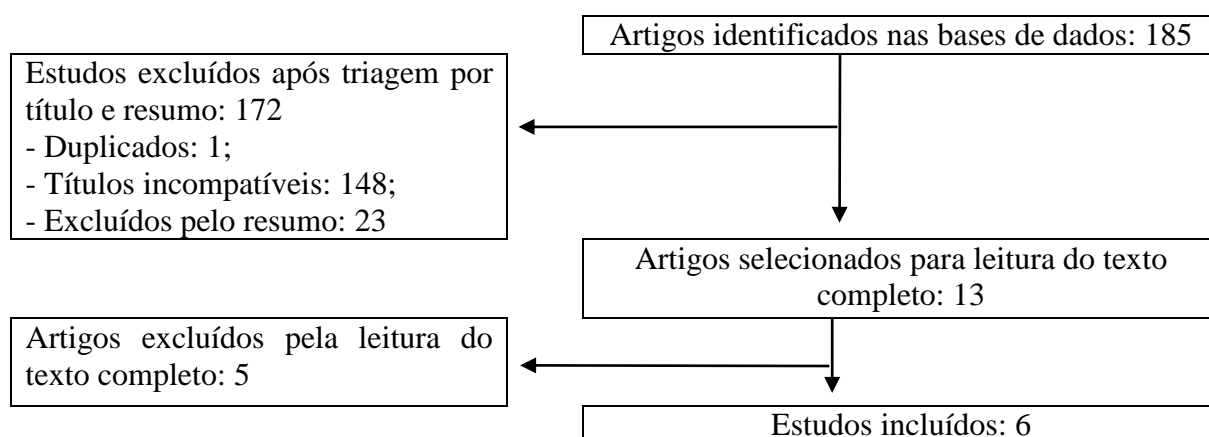 Artigos identificados nas bases de dados: 185
Estudos excluídos após triagem por
título e resumo: 172
- Duplicados: 1;
- Títulos incompatíveis: 148;
- Excluídos pelo resumo: 23
Artigos selecionados para leitura do texto
completo: 13
Artigos excluídos pela leitura do
texto completo: 5
Estudos incluídos: 6